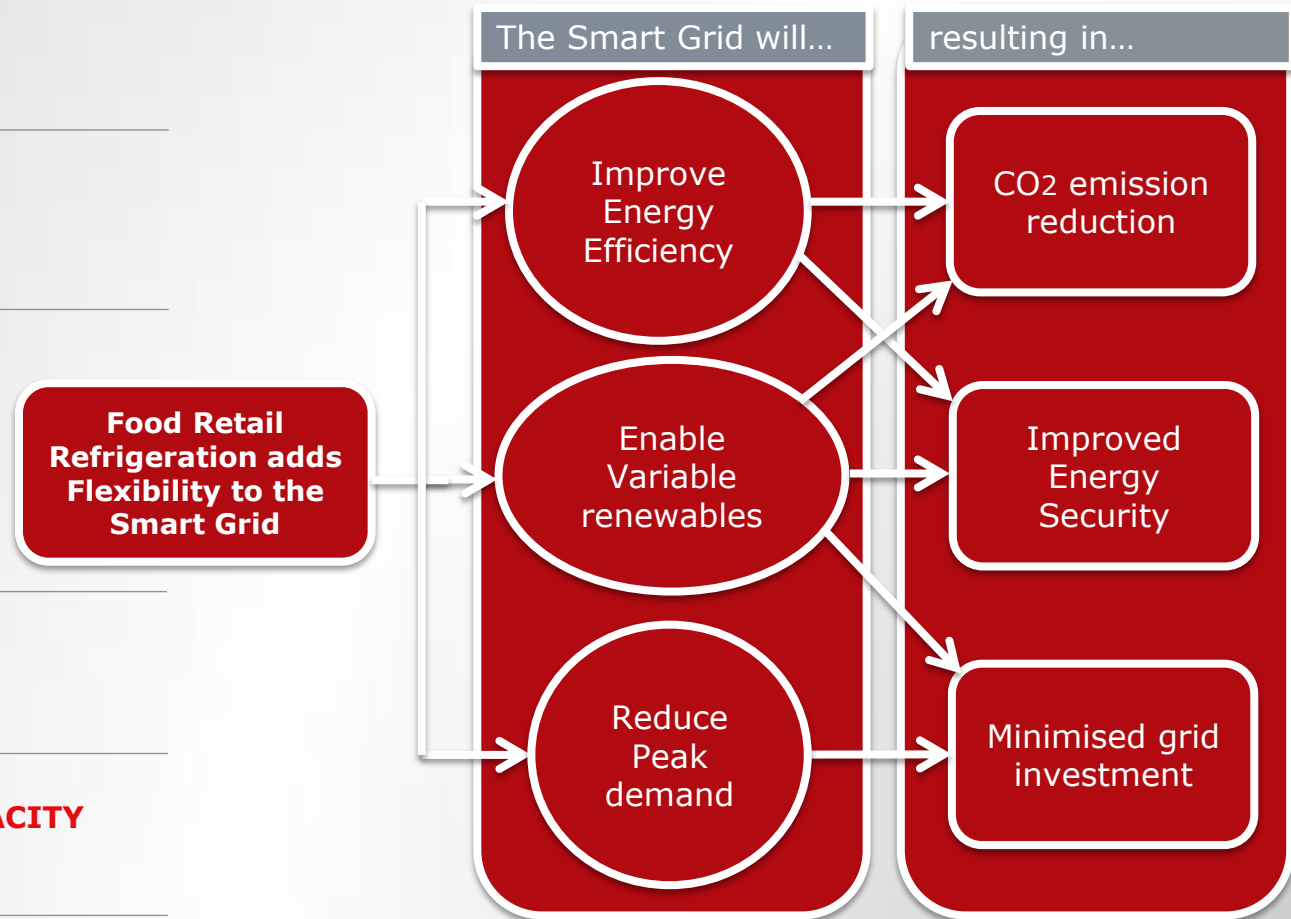 The Smart Grid will…
resulting in…
Improve
Energy
Efficiency
CO2 emission
reduction
Food Retail
Refrigeration adds
Flexibility to the
Smart Grid
Enable
Variable
renewables
Improved
Energy
Security
Reduce
Peak
demand
Minimised grid
investment
ACITY